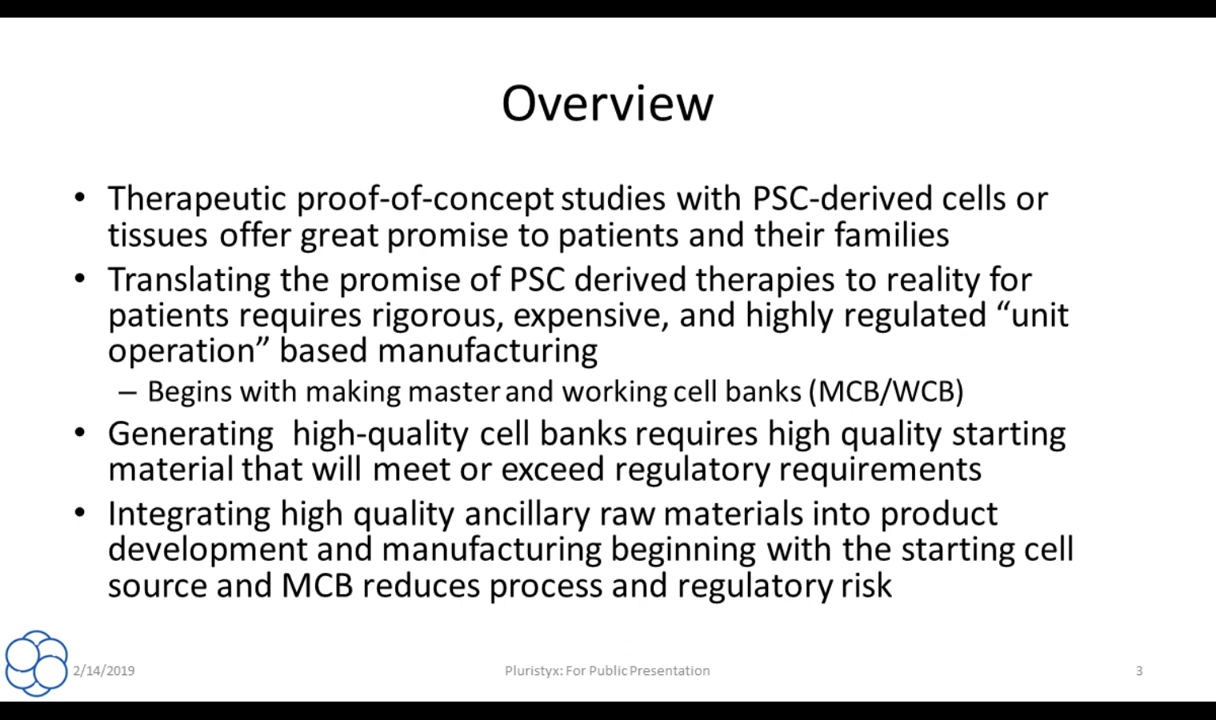 Overview
• Therapeutic proof-of-concept studies with PSC-derived cells or
tissues offer great promise to patients and their families
• Translating the promise of PSC derived therapies to reality for
patients requires rigorous, expensive, and highly regulated “unit
operation” based manufacturing
– Begins with making master and working cell banks (MCB/WCB)
• Generating  high-quality cell banks requires high quality starting
material that will meet or exceed regulatory requirements
• Integrating high quality ancillary raw materials into product
development and manufacturing beginning with the starting cell
source and MCB reduces process and regulatory risk
2/14/2019
Pluristyx: For Public Presentation
3